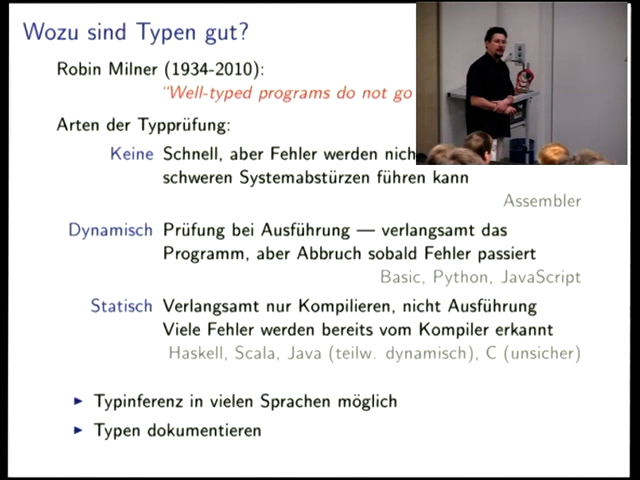 Wozu sind Typen gut?
Robin Milner (1934-2010):
“Well-typed programs do not go
Arten der Typprüfung:
Keine Schnell, aber Fehler werden
schweren Systemabstürzen führen kann
Assembler
Dynamisch Prüfung bei Ausführung — verlangsamt das
Programm, aber Abbruch sobald Fehler passiert
Basic, Python, JavaScript
Statisch Verlangsamt nur Kompilieren, nicht Ausführung
Viele Fehler werden bereits vom Kompiler erkannt
Haskell, Scala, Java (teilw. dynamisch), C (unsicher)
▶ Typinferenz in vielen Sprachen möglich
▶ Typen dokumentieren